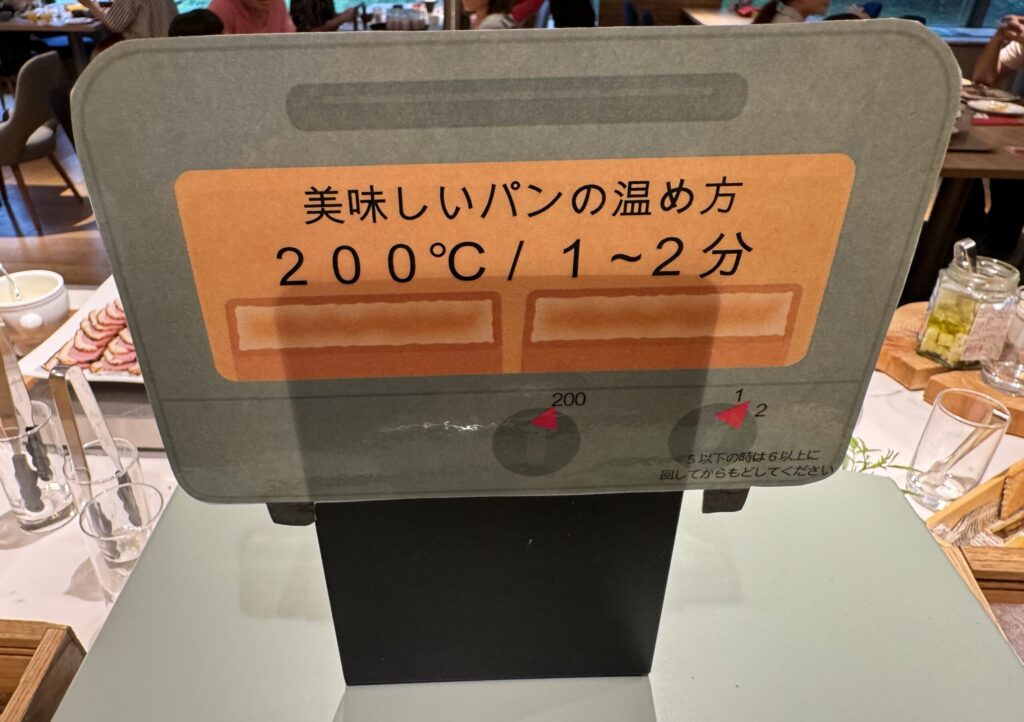 美味しいパンの温め方
２００℃/ １~２分
200
1
2
５以下の時は６以上に
回してからもどしてください